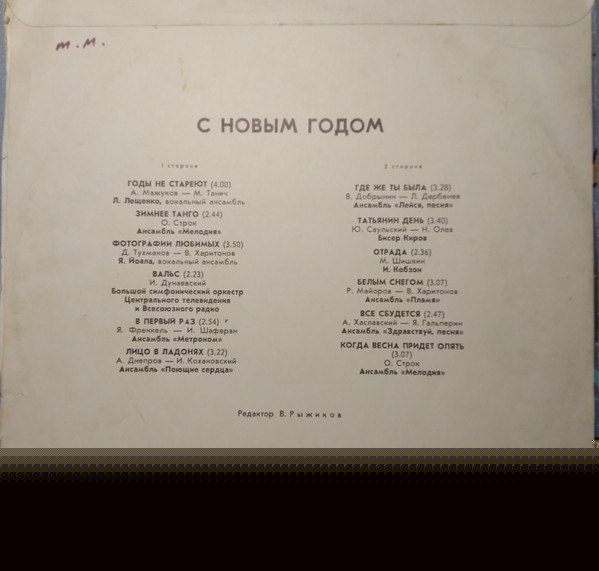 т.м.
С НОВЫМ ГОДОМ
1 сторона
ГОДЫ НЕ СТАРЕЮТ (4.00)
А. Мажуков — М. Танич
Л. Лещенко, вокальный ансамбль
ЗИМНЕЕ ТАНГО (2.44)
О. Строк
Ансамбль «Мелодия»
ФОТОГРАФИИ ЛЮБИМЫХ (3.50)
Д. Тухманов — В. Харитонов
Я. Йоала, вокальный ансамбль
ВАЛЬС (2.23)
И. Дунаевский
Большой симфонический оркестр
Центрального телевидения
и Всесоюзного радио
В ПЕРВЫЙ РАЗ (2.54)
Я. Френкель — И. Шаферан
Ансамбль «Метроном»
ЛИЦО В ЛАДОНЯХ (3.22)
А. Днепров — И. Кохановский
Ансамбль «Поющие сердца»
2 сторона
ГДЕ ЖЕ ТЫ БЫЛА (3.28)
В. Добрынин — Л. Дербенев
Ансамбль «Лейся, песня»
ТАТЬЯНИН ДЕНЬ (3.40)
Ю. Саульский — Н. Олев
Бисер Киров
ОТРАДА (2.36)
М. Шишкин
И. Кобзон
БЕЛЫМ СНЕГОМ (3.07)
Р. Майоров — В. Харитонов
Ансамбль «Пламя»
ВСЕ СБУДЕТСЯ (2.47)
А. Хаславский — Я. Гальперин
Ансамбль «Здравствуй, песня»
КОГДА ВЕСНА ПРИДЕТ ОПЯТЬ
(3.07)
О. Строк
Ансамбль «Мелодия»
Редактор В. Рыжиков